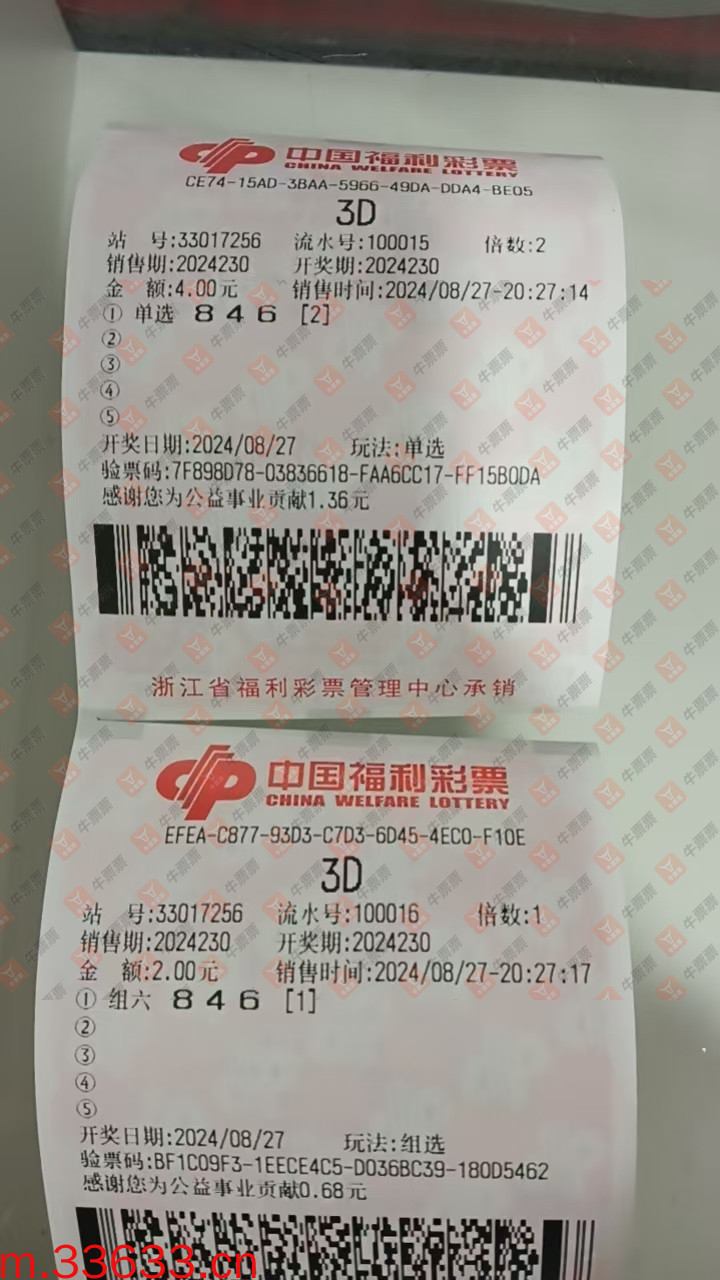 中国福利彩票
CHINA WELFARE LOTTERY
CE74-15AD-3BAA-5966-49DA-DDA4-BE05
3D
站 号:33017256 流水号:100015 倍数:2
销售期:2024230 开奖期:2024230
金 额:4.00元 销售时间:2024/08/27-20:27:14
① 单选 8 4 6 [2]
②
③
④
⑤
开奖日期:2024/08/27 玩法:单选
验票码:7F898D78-03836618-FAA6CC17-FF15B0DA
感谢您为公益事业贡献1.36元
浙江省福利彩票管理中心承销
中国福利彩票
CHINA WELFARE LOTTERY
EFEA-C877-93D3-C7D3-6D45-4EC0-F10E
3D
站 号:33017256 流水号:100016 倍数:1
销售期:2024230 开奖期:2024230
金 额:2.00元 销售时间:2024/08/27-20:27:17
① 组六 8 4 6 [1]
②
③
④
⑤
开奖日期:2024/08/27 玩法:组选
验票码:BF1C09F3-1EECE4C5-D036BC39-180D5462
感谢您为公益事业贡献0.68元
m.33633.cn
牛票票